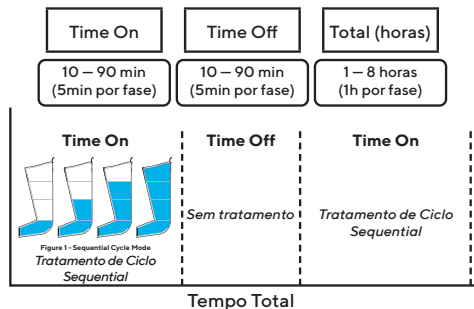 Time On
Time Off
Total (horas)
10 – 90 min
(5min por fase)
10 – 90 min
(5min por fase)
1 – 8 horas
(1h por fase)
Time On
Time Off
Time On
Figure 1 - Sequential Cycle Mode
Tratamento de Ciclo
Sequential
Sem tratamento
Tratamento de Ciclo
Sequential
Tempo Total